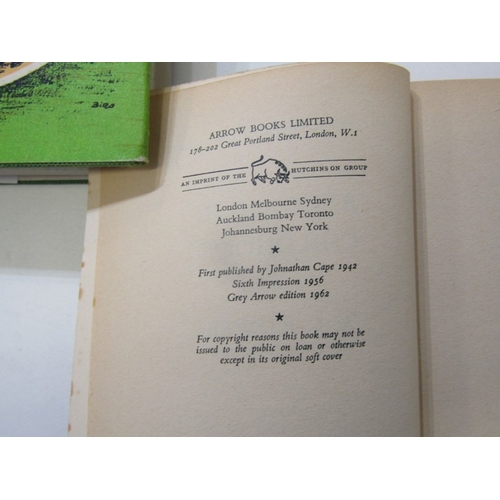 Biro
ARROW BOOKS LIMITED
178-202 Great Portland Street, London, W.1
AN IMPRINT OF THE HUTCHINSON GROUP
London Melbourne Sydney
Auckland Bombay Toronto
Johannesburg New York
★
First published by Johnathan Cape 1942
Sixth Impression 1956
Grey Arrow edition 1962
★
For copyright reasons this book may not be
issued to the public on loan or otherwise
except in its original soft cover